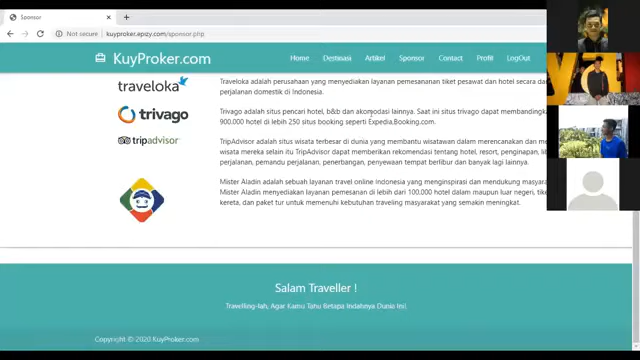 Sponsor
Not secure | kuyproker.epizy.com/sponsor.php
KuyProker.com
Home Destinasi Artikel Sponsor Contact Profil LogOut
traveloka
Traveloka adalah perusahaan yang menyediakan layanan pemesananan tiket pesawat dan hotel secara da
perjalanan domestik di Indonesia.
trivago
Trivago adalah situs pencari hotel, b&b dan akomodasi lainnya. Saat ini situs trivago dapat membandingka
900.000 hotel di lebih 250 situs booking seperti Expedia,Booking.com.
tripadvisor
TripAdvisor adalah situs wisata terbesar di dunia yang membantu wisatawan dalam merencanakan dan me
wisata mereka selain itu TripAdvisor dapat memberikan rekomendasi tentang hotel, resort, penginapan, lib
perjalanan, pemandu perjalanan, penerbangan, penyewaan tempat berlibur dan banyak lagi lainnya.
Mister Aladin adalah sebuah layanan travel online Indonesia yang menginspirasi dan mendukung masyara
Mister Aladin menyediakan layanan pemesanan di lebih dari 100,000 hotel dalam maupun luar negeri, tike
kereta, dan paket tur untuk memenuhi kebutuhan traveling masyarakat yang semakin meningkat.
Salam Traveller !
Travelling-lah, Agar Kamu Tahu Betapa Indahnya Dunia Ini!
Copyright © 2020 KuyProker.com